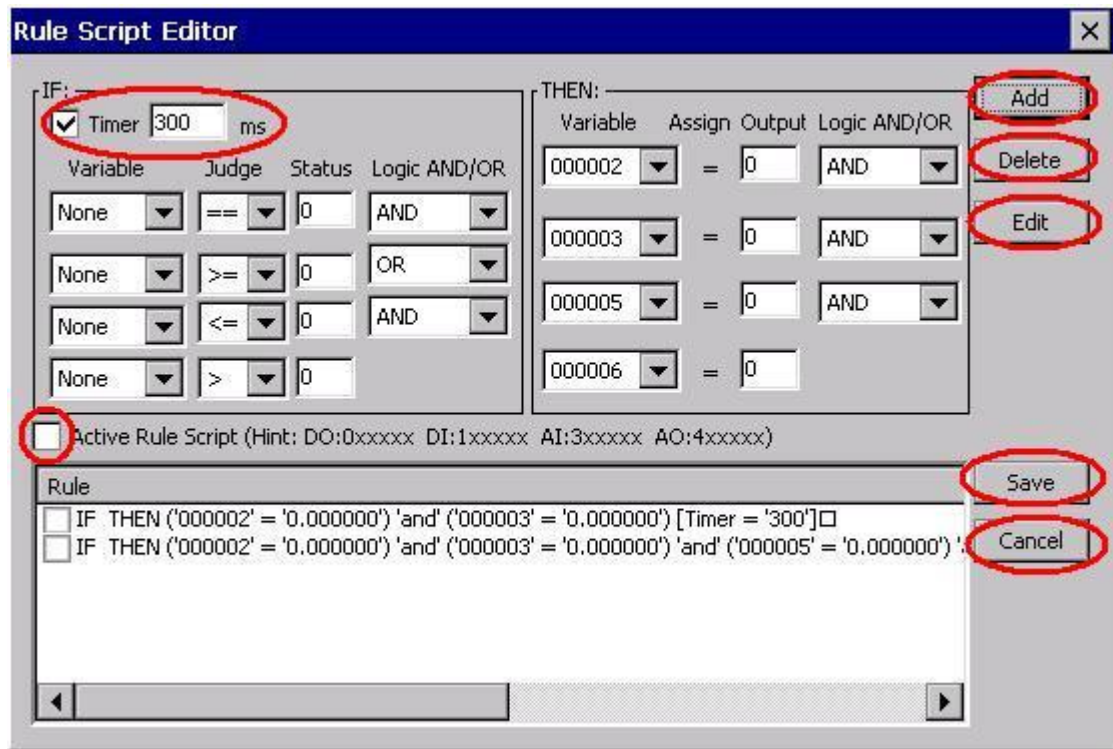 Rule Script Editor
IF:
Timer 300 ms
Variable Judge Status Logic AND/OR
None == 0 AND
None >= 0 OR
None <= 0 AND
None > 0
THEN:
Variable Assign Output Logic AND/OR
000002 = 0 AND
000003 = 0 AND
000005 = 0 AND
000006 = 0
Add
Delete
Edit
Active Rule Script (Hint: DO:0xxxxx DI:1xxxxx AI:3xxxxx AO:4xxxxx)
Rule
IF THEN ('000002' = '0.000000') 'and' ('000003' = '0.000000') [Timer = '300']
IF THEN ('000002' = '0.000000') 'and' ('000003' = '0.000000') 'and' ('000005' = '0.000000')
Save
Cancel